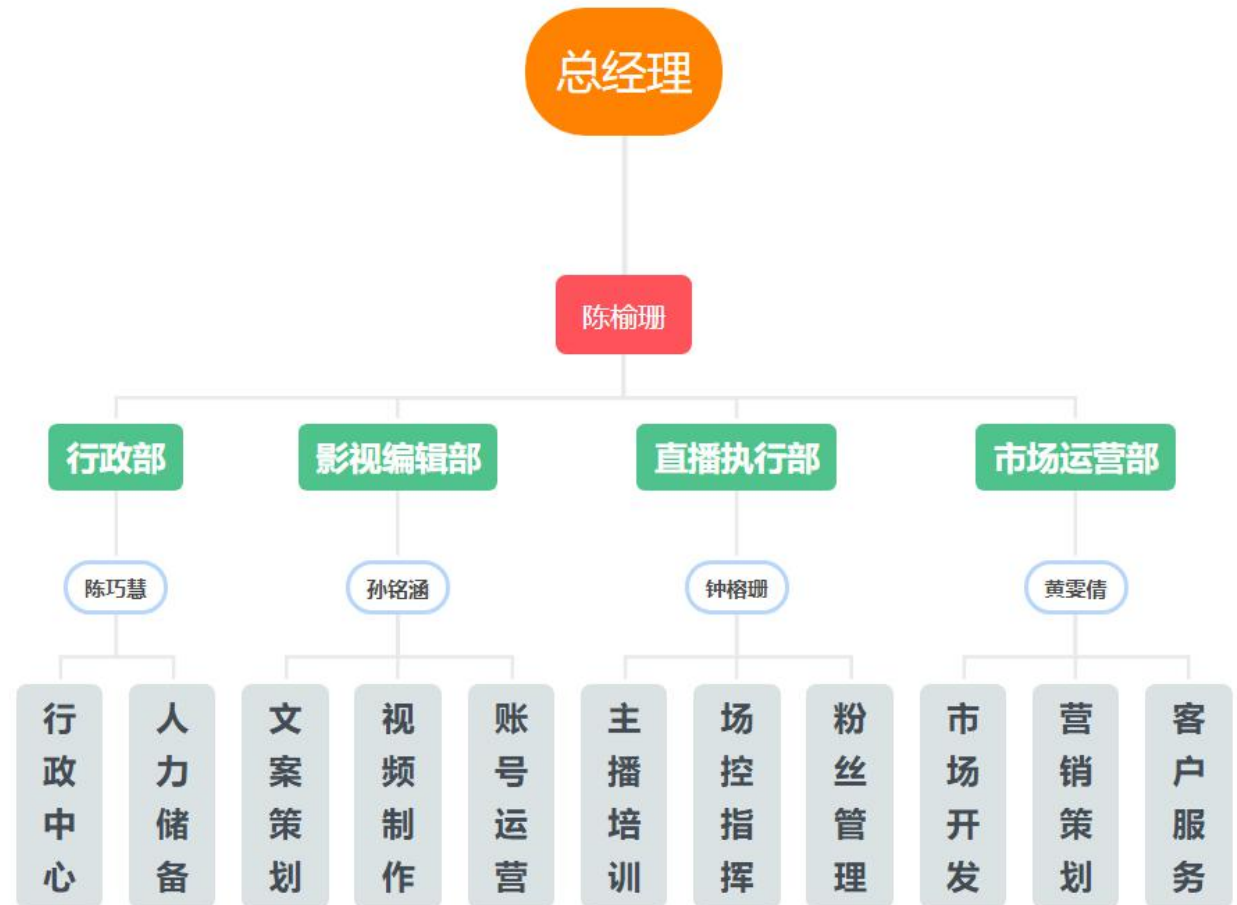 总经理
陈榆珊
行政部
影视编辑部
直播执行部
市场运营部
陈巧慧
孙铭涵
钟榕珊
黄雯倩
行政中心
人力储备
文案策划
视频制作
账号运营
主播培训
场控指挥
粉丝管理
市场开发
营销策划
客户服务